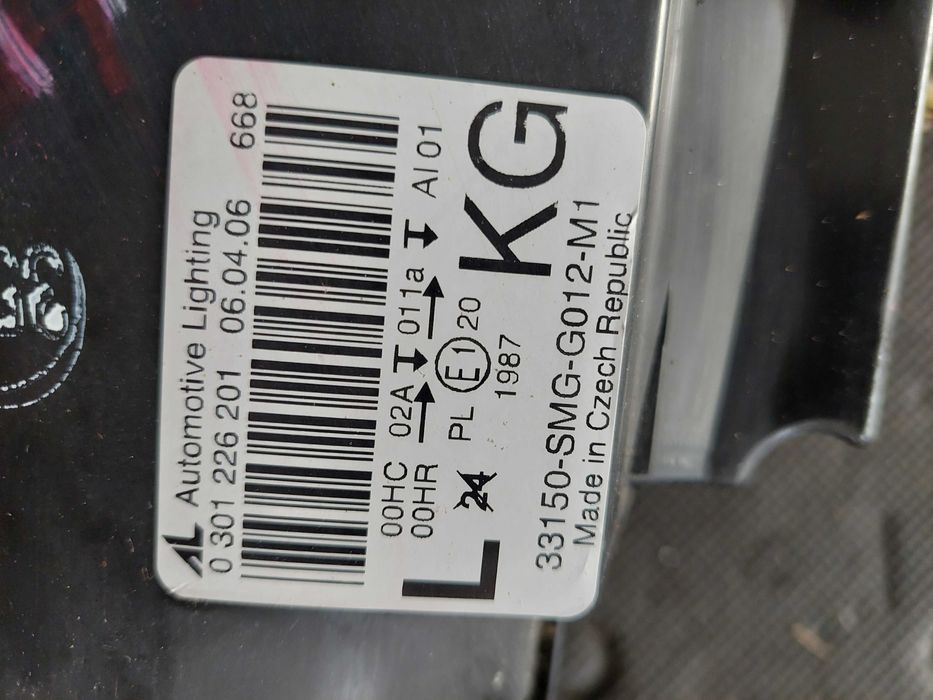 AL Automotive Lighting
0 301 226 201 06.04.06 668
00HC 02A 011a AI 01
00HR
L 24 PL E1 20 KG
1987
33150-SMG-G012-M1
Made in Czech Republic